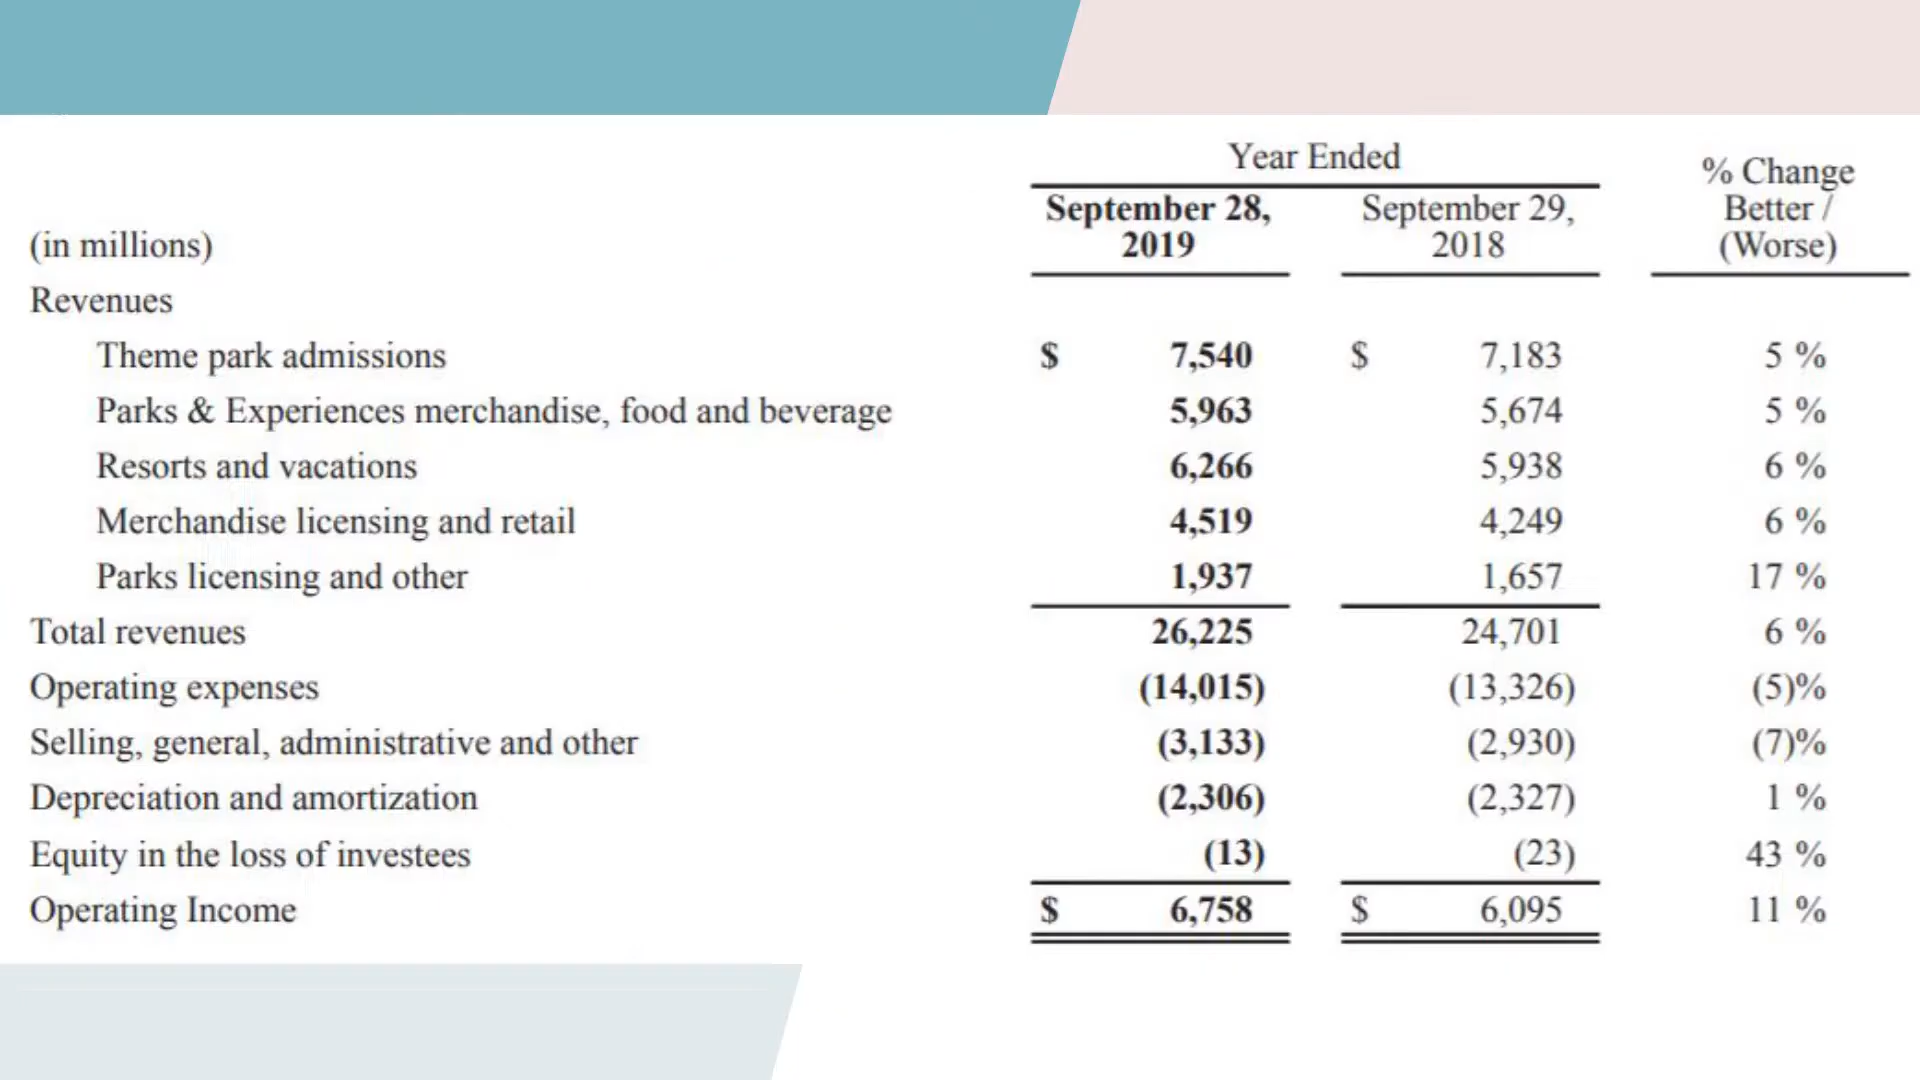 Year Ended
% Change
Better /
(Worse)
(in millions)
September 28,
2019
September 29,
2018
Revenues
Theme park admissions $ 7,540 $ 7,183 5 %
Parks & Experiences merchandise, food and beverage 5,963 5,674 5 %
Resorts and vacations 6,266 5,938 6 %
Merchandise licensing and retail 4,519 4,249 6 %
Parks licensing and other 1,937 1,657 17 %
Total revenues 26,225 24,701 6 %
Operating expenses (14,015) (13,326) (5)%
Selling, general, administrative and other (3,133) (2,930) (7)%
Depreciation and amortization (2,306) (2,327) 1 %
Equity in the loss of investees (13) (23) 43 %
Operating Income $ 6,758 $ 6,095 11 %